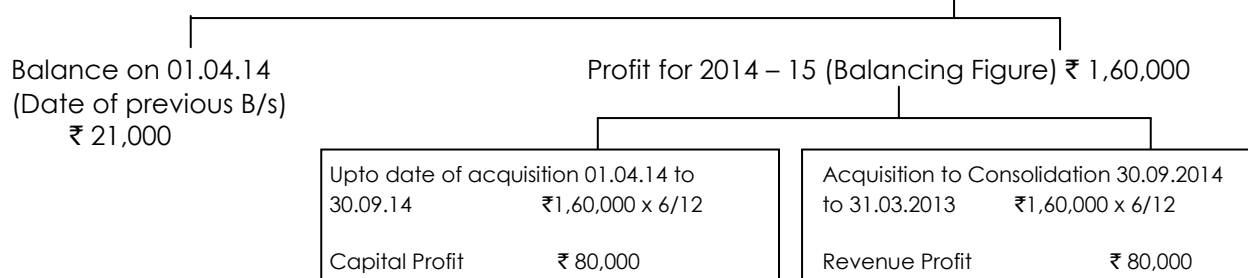 Balance on 01.04.14
(Date of previous B/s)
₹ 21,000
Profit for 2014 – 15 (Balancing Figure) ₹ 1,60,000
Upto date of acquisition 01.04.14 to
30.09.14 ₹1,60,000 x 6/12
Capital Profit ₹ 80,000
Acquisition to Consolidation 30.09.2014
to 31.03.2013 ₹1,60,000 x 6/12
Revenue Profit ₹ 80,000